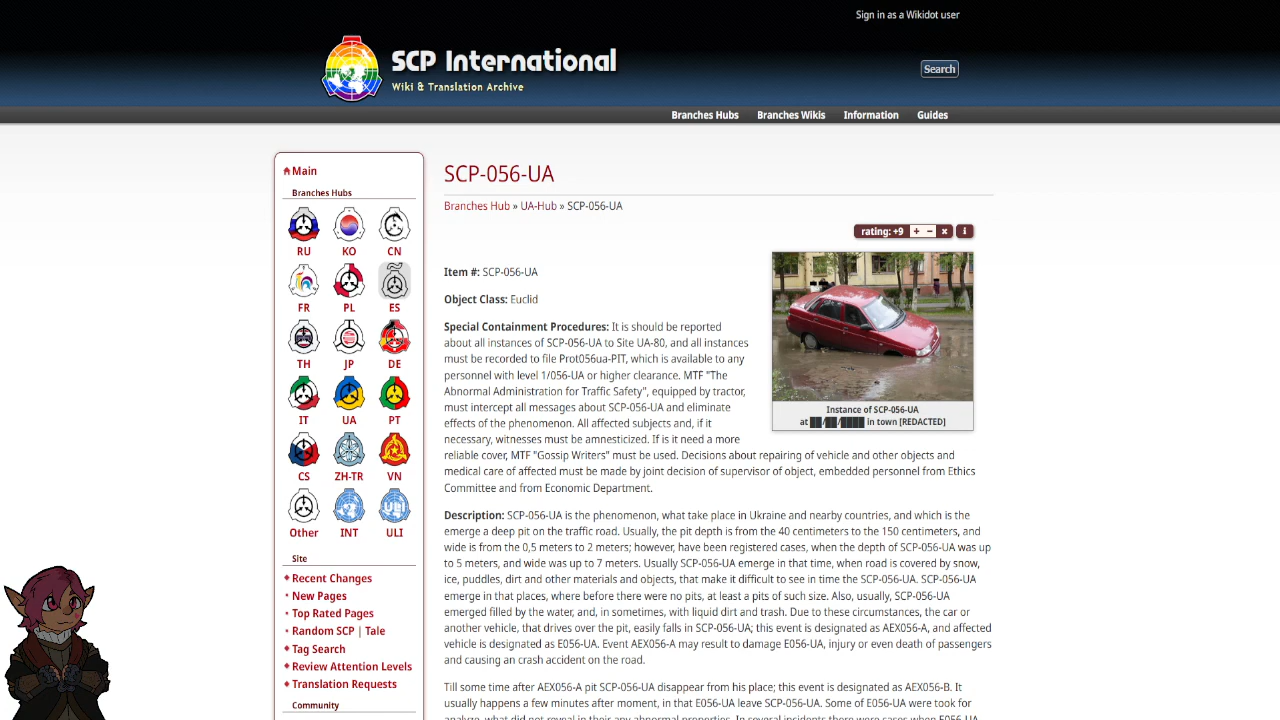 Sign in as a Wikidot user
SCP International
Wiki & Translation Archive
Search
Branches Hubs
Branches Wikis
Information
Guides
Main
Branches Hubs
RU
KO
CN
FR
PL
ES
TH
JP
DE
IT
UA
PT
CS
ZH-TR
VN
ULI
Other
INT
ULI
Site
Recent Changes
New Pages
Top Rated Pages
Random SCP | Tale
Tag Search
Review Attention Levels
Translation Requests
Community
SCP-056-UA
Branches Hub » UA-Hub » SCP-056-UA
rating: +9 + − x
Item #: SCP-056-UA
Object Class: Euclid
Special Containment Procedures: It is should be reported
about all instances of SCP-056-UA to Site UA-80, and all instances
must be recorded to file Prot056ua-PIT, which is available to any
personnel with level 1/056-UA or higher clearance. MTF "The
Abnormal Administration for Traffic Safety", equipped by tractor,
must intercept all messages about SCP-056-UA and eliminate
effects of the phenomenon. All affected subjects and, if it
necessary, witnesses must be amnesticized. If is it need a more
reliable cover, MTF "Gossip Writers" must be used. Decisions about repairing of vehicle and other objects and
medical care of affected must be made by joint decision of supervisor of object, embedded personnel from Ethics
Committee and from Economic Department.
Instance of SCP-056-UA
at ██/██/████ in town [REDACTED]
Description: SCP-056-UA is the phenomenon, what take place in Ukraine and nearby countries, and which is the
emerge a deep pit on the traffic road. Usually, the pit depth is from the 40 centimeters to the 150 centimeters, and
wide is from the 0,5 meters to 2 meters; however, have been registered cases, when the depth of SCP-056-UA was up
to 5 meters, and wide was up to 7 meters. Usually SCP-056-UA emerge in that time, when road is covered by snow,
ice, puddles, dirt and other materials and objects, that make it difficult to see in time the SCP-056-UA. SCP-056-UA
emerge in that places, where before there were no pits, at least a pits of such size. Also, usually, SCP-056-UA
emerged filled by the water, and, in sometimes, with liquid dirt and trash. Due to these circumstances, the car or
another vehicle, that drives over the pit, easily falls in SCP-056-UA; this event is designated as AEX056-A, and affected
vehicle is designated as E056-UA. Event AEX056-A may result to damage E056-UA, injury or even death of passengers
and causing an crash accident on the road.
Till some time after AEX056-A pit SCP-056-UA disappear from his place; this event is designated as AEX056-B. It
usually happens a few minutes after moment, in that E056-UA leave SCP-056-UA. Some of E056-UA were took for
analyze, what did not reveal in their any abnormal properties. In several incidents there were cases when E056-UA